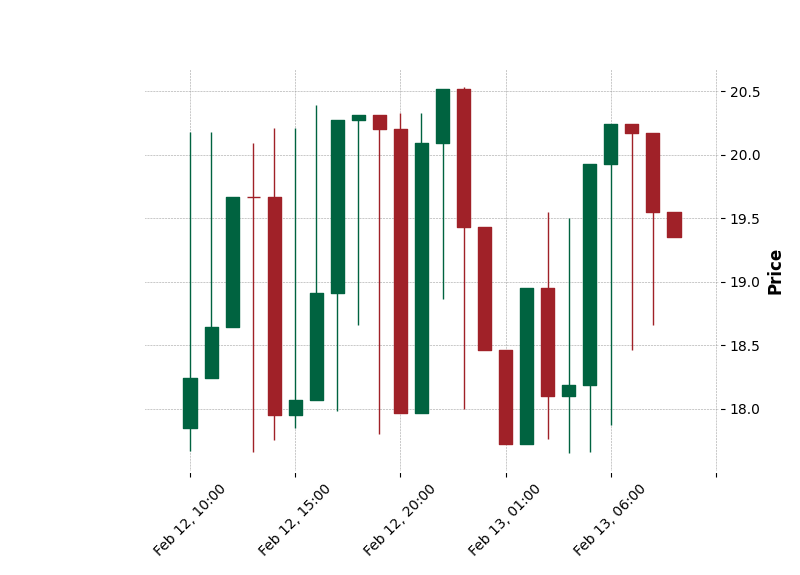 20.5
20.0
19.5
19.0
18.5
18.0
Price
Feb 12, 10:00
Feb 12, 15:00
Feb 12, 20:00
Feb 13, 01:00
Feb 13, 06:00